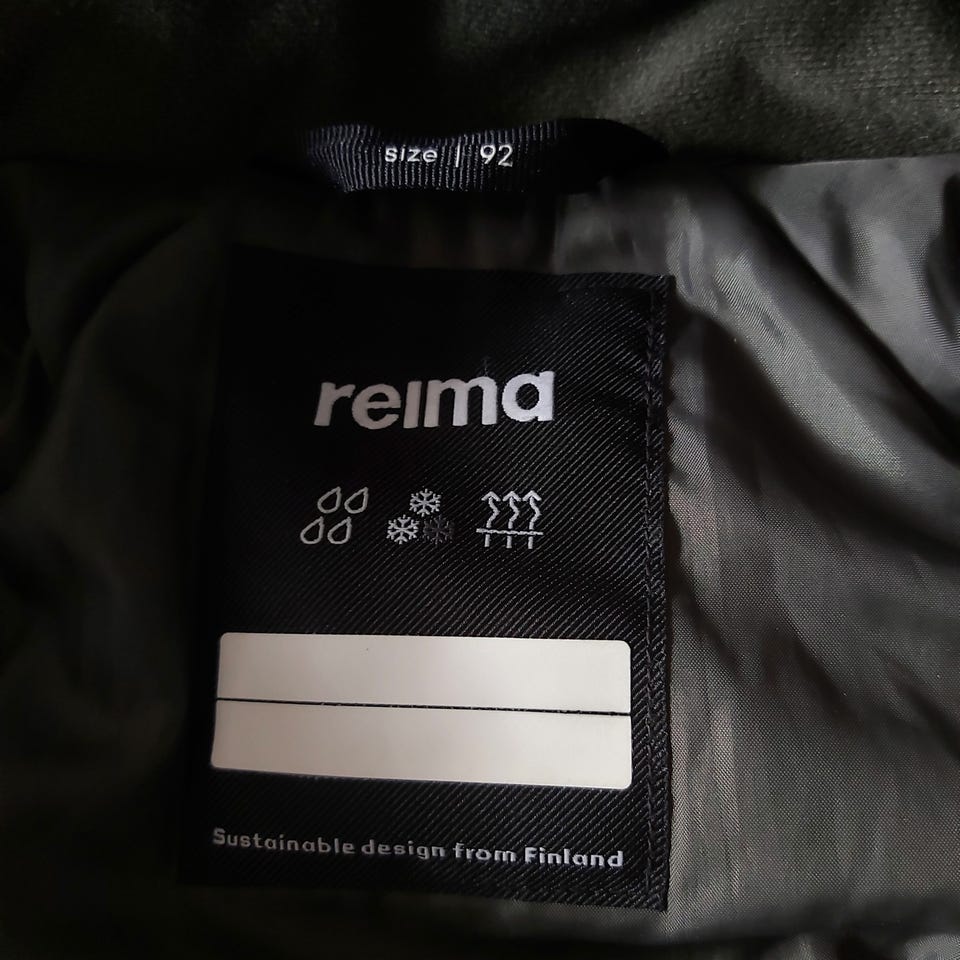 size | 92
reima
Sustainable design from Finland